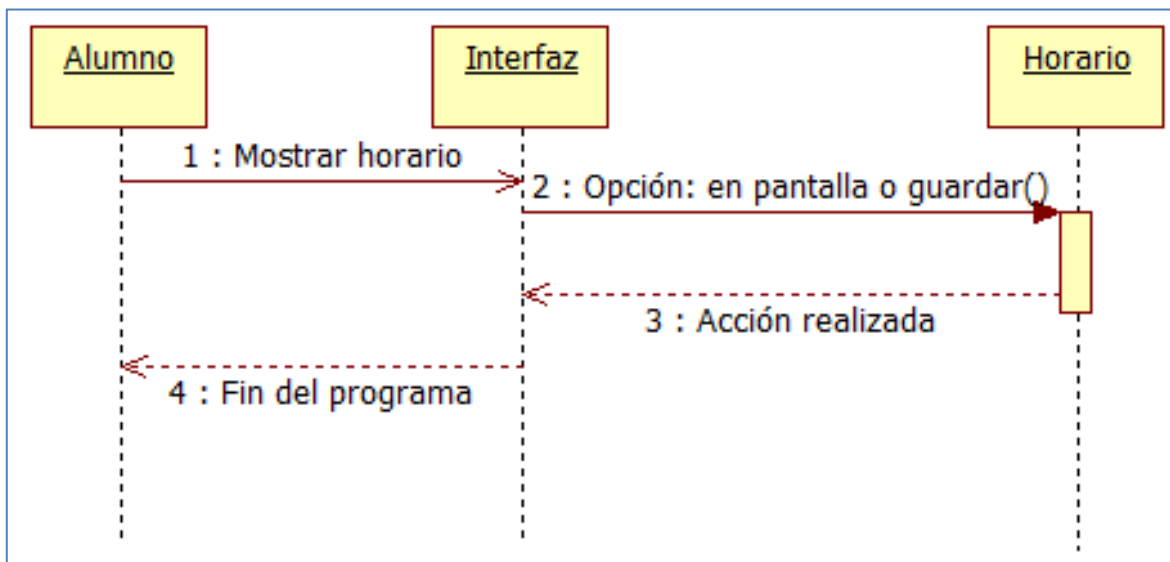 Alumno
Interfaz
Horario
1 : Mostrar horario
2 : Opción: en pantalla o guardar()
3 : Acción realizada
4 : Fin del programa